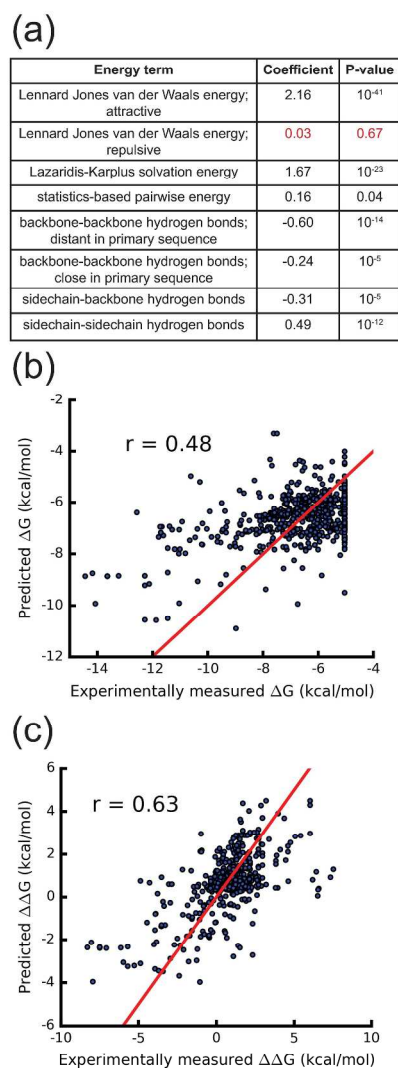 (a)
Energy term Coefficient P-value
Lennard Jones van der Waals energy;
attractive 2.16 10⁻⁴¹
Lennard Jones van der Waals energy;
repulsive 0.03 0.67
Lazaridis-Karplus solvation energy 1.67 10⁻²³
statistics-based pairwise energy 0.16 0.04
backbone-backbone hydrogen bonds;
distant in primary sequence -0.60 10⁻¹⁴
backbone-backbone hydrogen bonds;
close in primary sequence -0.24 10⁻⁵
sidechain-backbone hydrogen bonds -0.31 10⁻⁵
sidechain-sidechain hydrogen bonds 0.49 10⁻¹²
(b)
r = 0.48
Predicted ΔG (kcal/mol)
-2
-4
-6
-8
-10
-12
-14 -12 -10 -8 -6 -4
Experimentally measured ΔG (kcal/mol)
(c)
r = 0.63
Predicted ΔΔG (kcal/mol)
6
4
2
0
-2
-4
-6
-10 -5 0 5 10
Experimentally measured ΔΔG (kcal/mol)